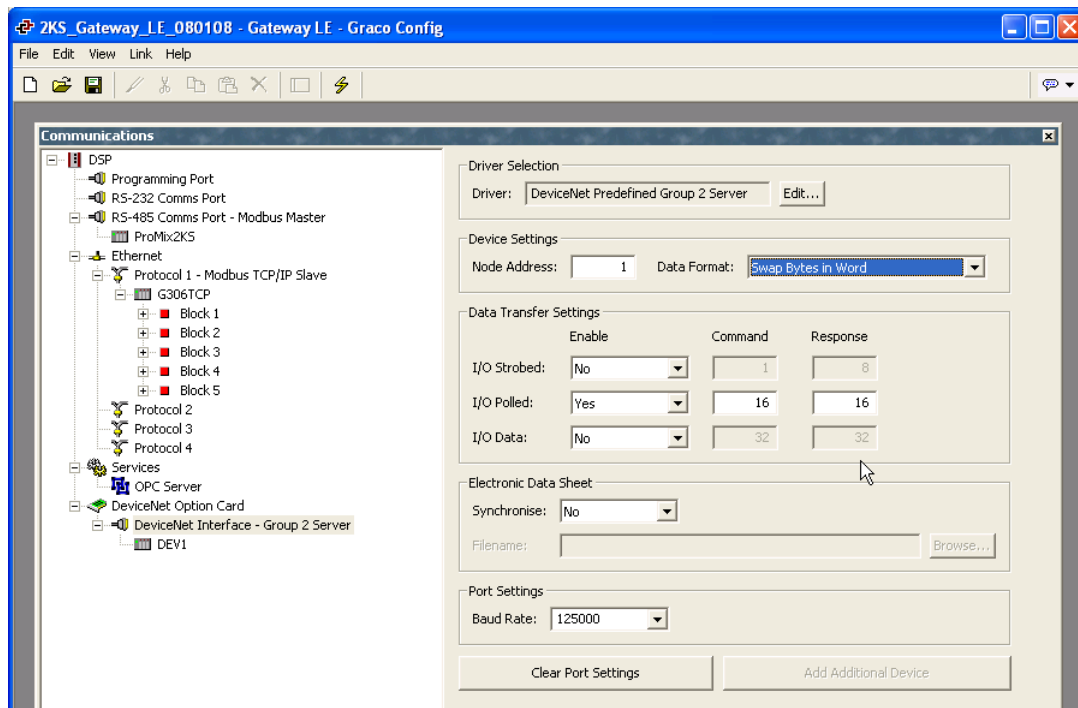 2KS_Gateway_LE_080108 - Gateway LE - Graco Config
File Edit View Link Help
Communications
DSP
Programming Port
RS-232 Comms Port
RS-485 Comms Port - Modbus Master
ProMix2KS
Ethernet
Protocol 1 - Modbus TCP/IP Slave
G306TCP
Block 1
Block 2
Block 3
Block 4
Block 5
Protocol 2
Protocol 3
Protocol 4
Services
OPC Server
DeviceNet Option Card
DeviceNet Interface - Group 2 Server
DEV1
Driver Selection
Driver: DeviceNet Predefined Group 2 Server Edit...
Device Settings
Node Address: 1 Data Format: Swap Bytes in Word
Data Transfer Settings
Enable Command Response
I/O Strobed: No 1 8
I/O Polled: Yes 16 16
I/O Data: No 32 32
Electronic Data Sheet
Synchronise: No
Filename: Browse...
Port Settings
Baud Rate: 125000
Clear Port Settings Add Additional Device